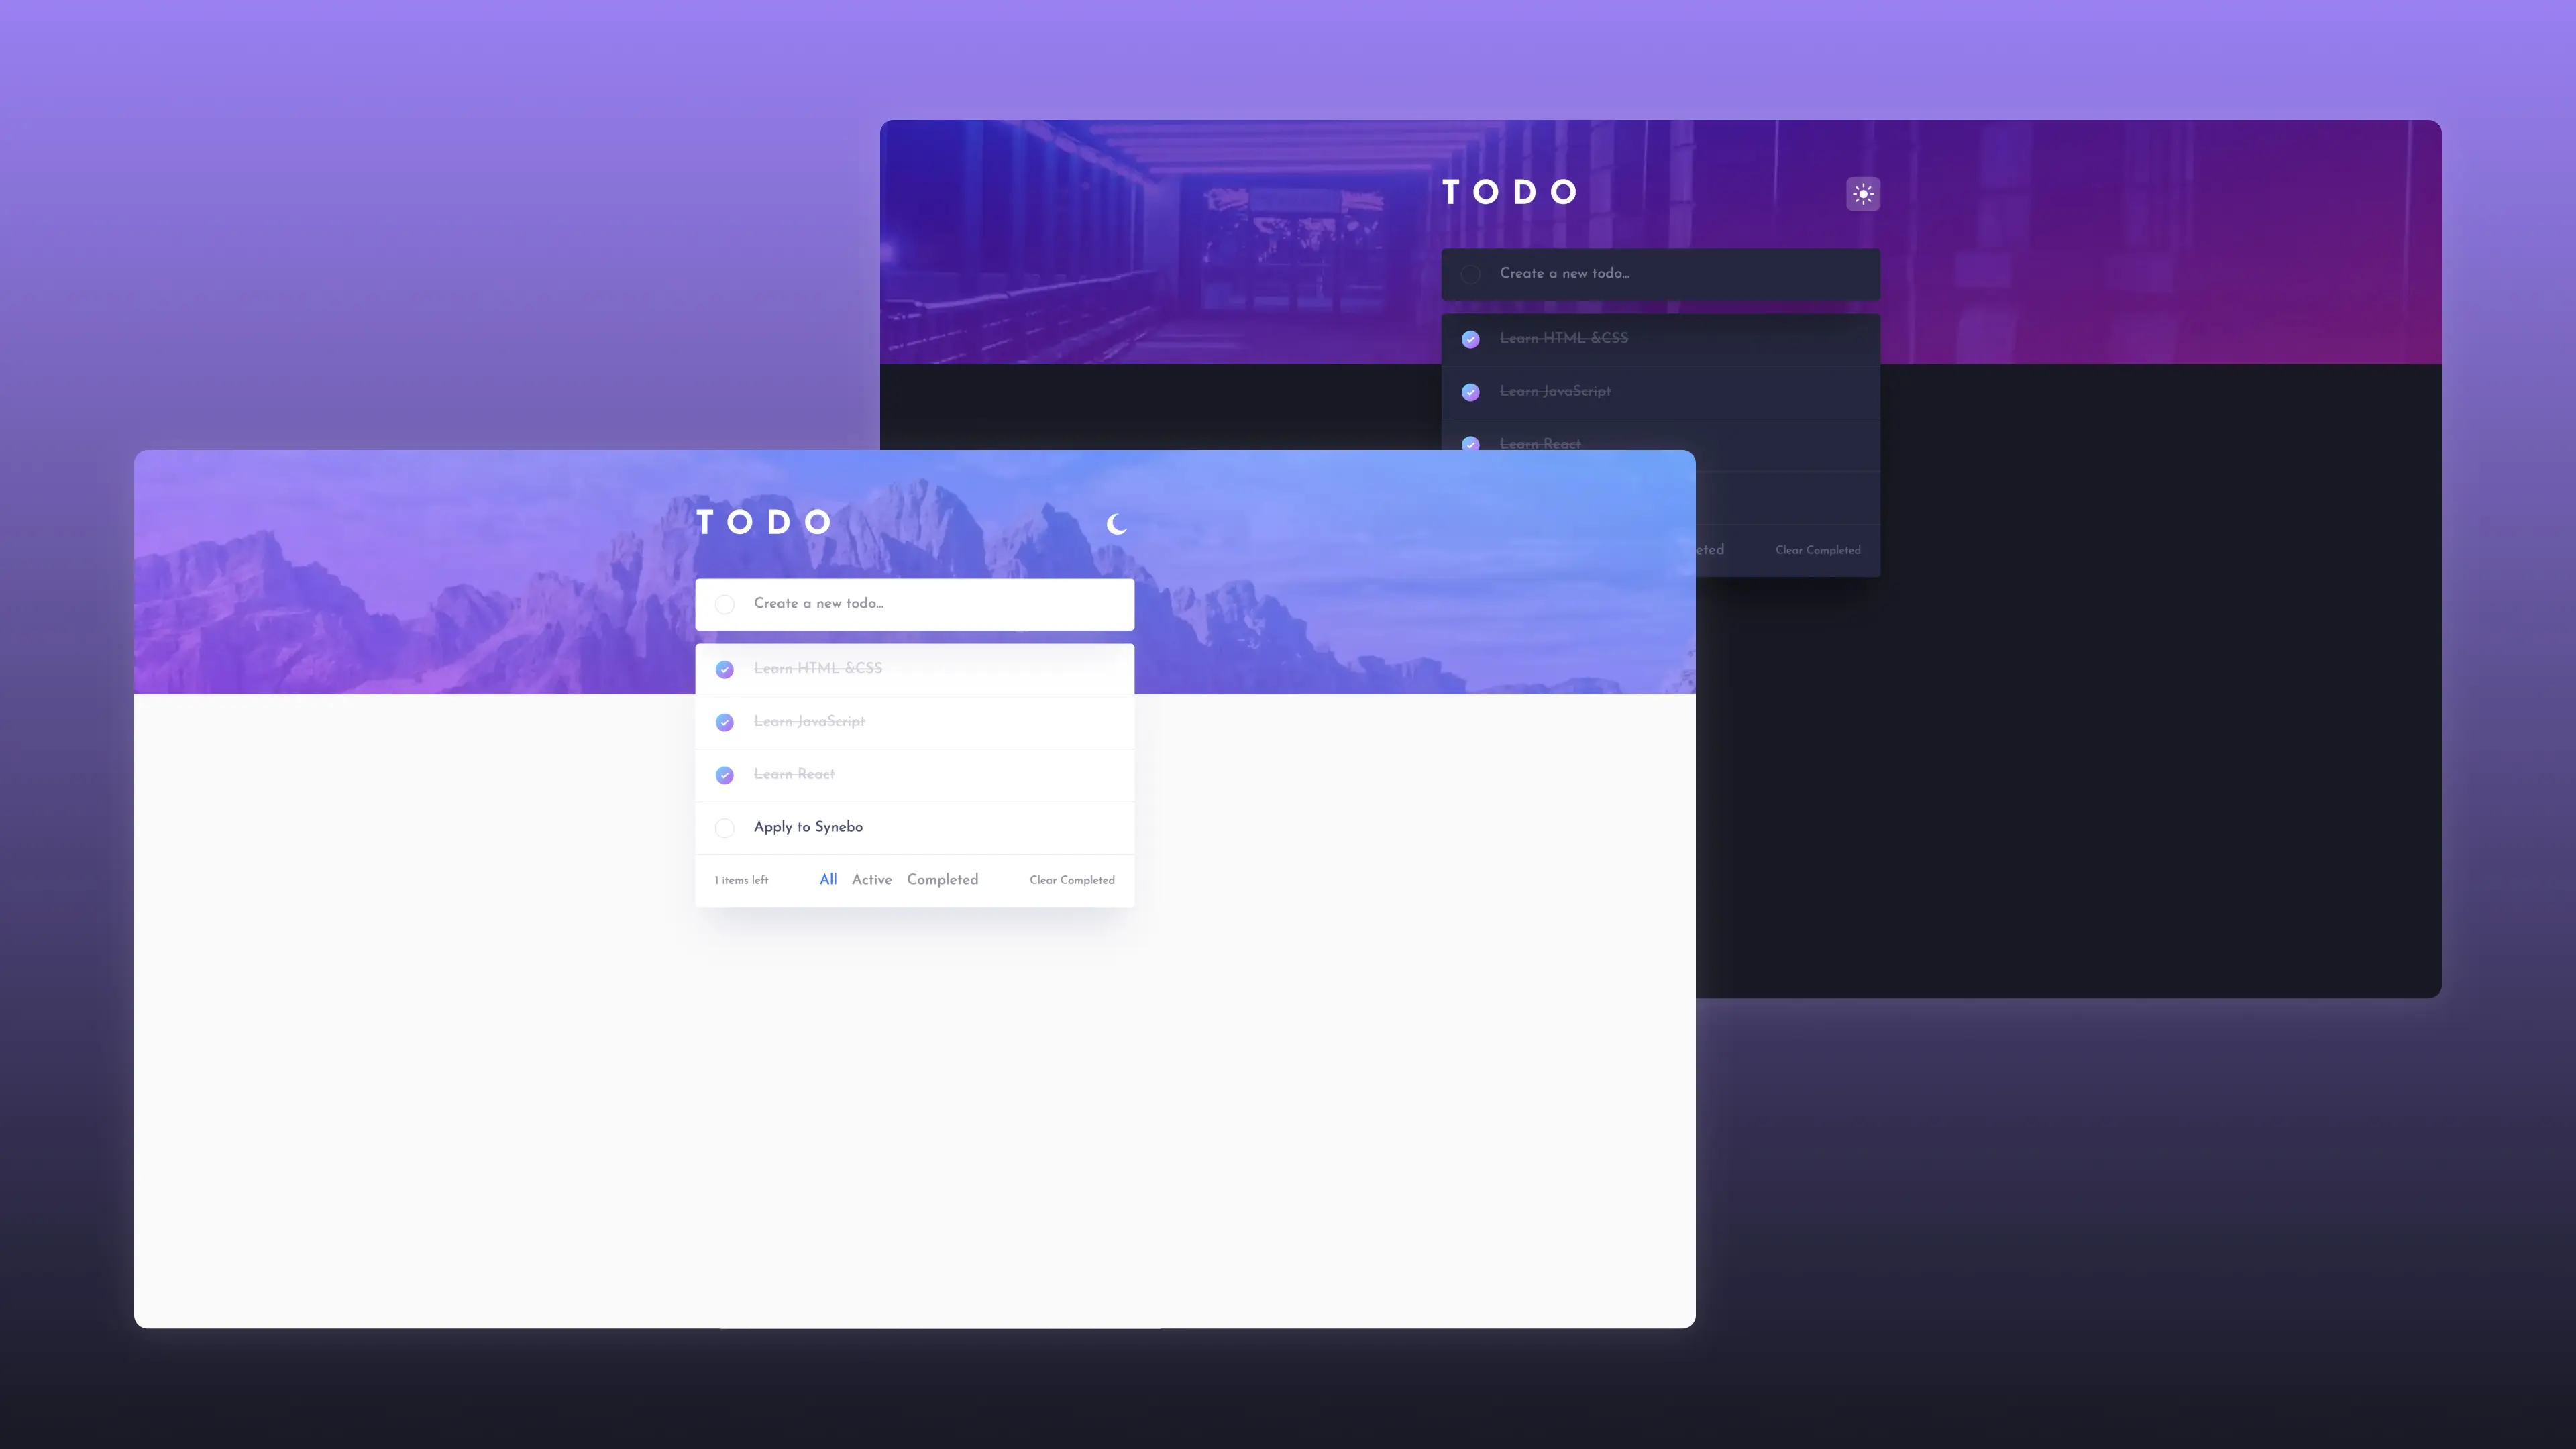 TODO
Create a new todo...
Learn HTML &CSS
Learn JavaScript
Learn React
eted
Clear Completed
TODO
Create a new todo...
Learn HTML &CSS
Learn JavaScript
Learn React
Apply to Synebo
1 items left All Active Completed Clear Completed